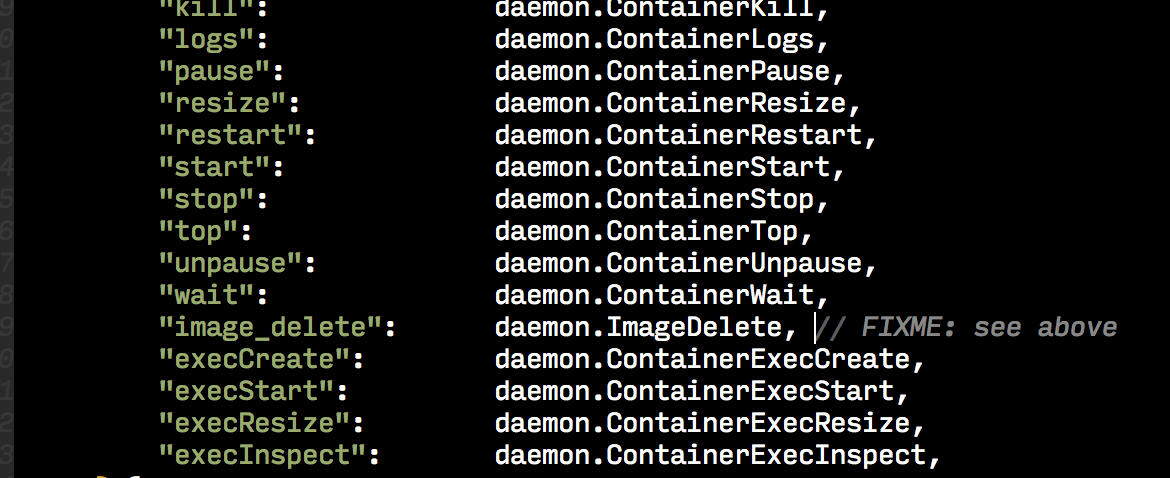 "kill": daemon.ContainerKill,
"logs": daemon.ContainerLogs,
"pause": daemon.ContainerPause,
"resize": daemon.ContainerResize,
"restart": daemon.ContainerRestart,
"start": daemon.ContainerStart,
"stop": daemon.ContainerStop,
"top": daemon.ContainerTop,
"unpause": daemon.ContainerUnpause,
"wait": daemon.ContainerWait,
"image_delete": daemon.ImageDelete, // FIXME: see above
"execCreate": daemon.ContainerExecCreate,
"execStart": daemon.ContainerExecStart,
"execResize": daemon.ContainerExecResize,
"execInspect": daemon.ContainerExecInspect,